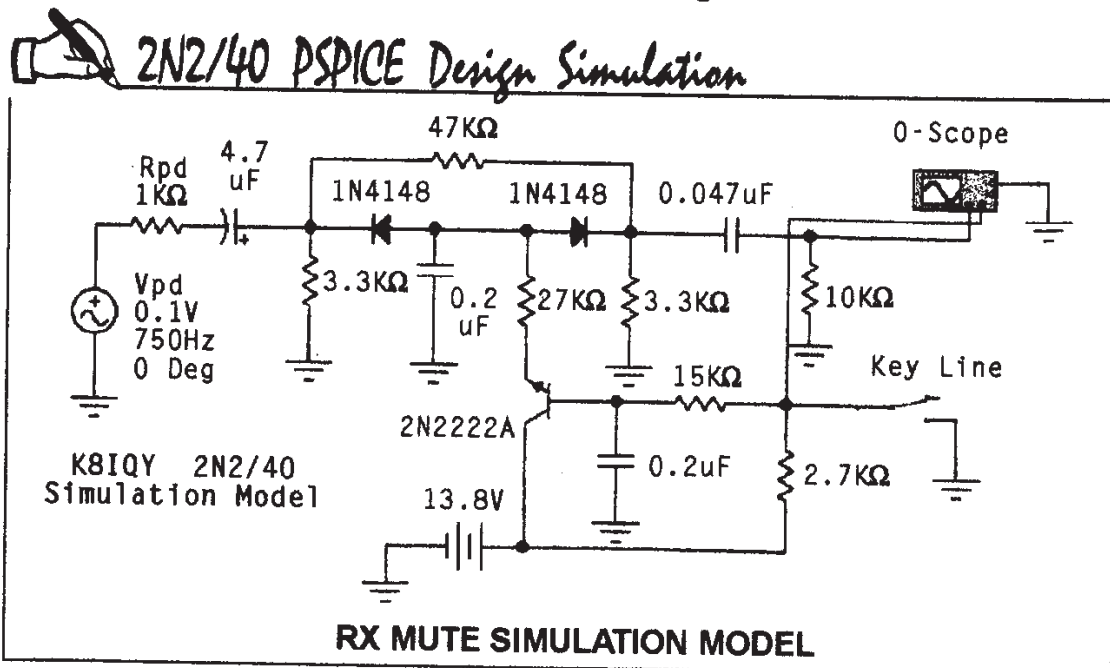 2N2/40 PSPICE Design Simulation
47KΩ
O-Scope
4.7
uF
Rpd
1KΩ
1N4148
1N4148
0.047uF
Vpd
0.1V
750Hz
0 Deg
3.3KΩ
0.2
uF
27KΩ
3.3KΩ
10KΩ
15KΩ
Key Line
2N2222A
0.2uF
2.7KΩ
K8IQY 2N2/40
Simulation Model
13.8V
RX MUTE SIMULATION MODEL